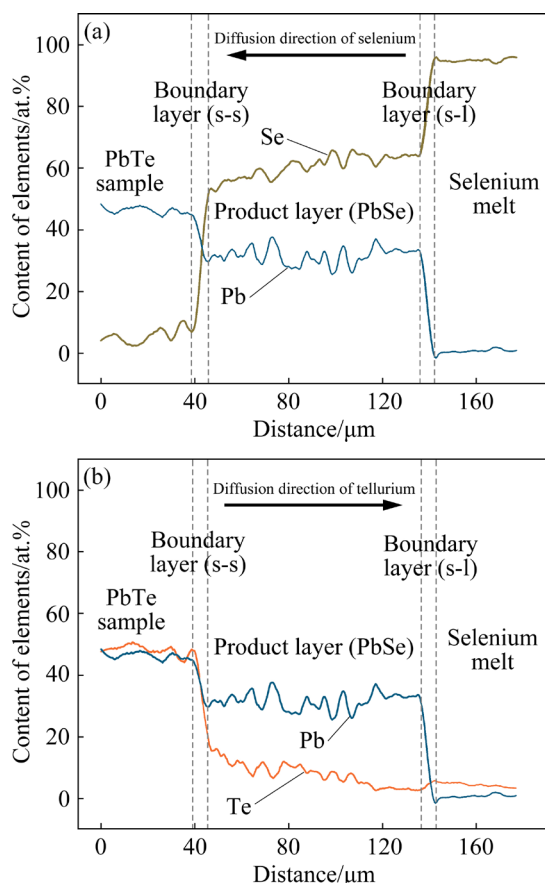 (a)
Diffusion direction of selenium
Boundary
layer (s-s)
Boundary
layer (s-l)
Se
PbTe
sample
Product layer (PbSe)
Selenium
melt
Pb
Content of elements/at.%
100
80
60
40
20
0
0 40 80 120 160
Distance/μm
(b)
Diffusion direction of tellurium
Boundary
layer (s-s)
Boundary
layer (s-l)
PbTe
sample
Product layer (PbSe)
Selenium
melt
Pb
Te
Content of elements/at.%
100
80
60
40
20
0
0 40 80 120 160
Distance/μm